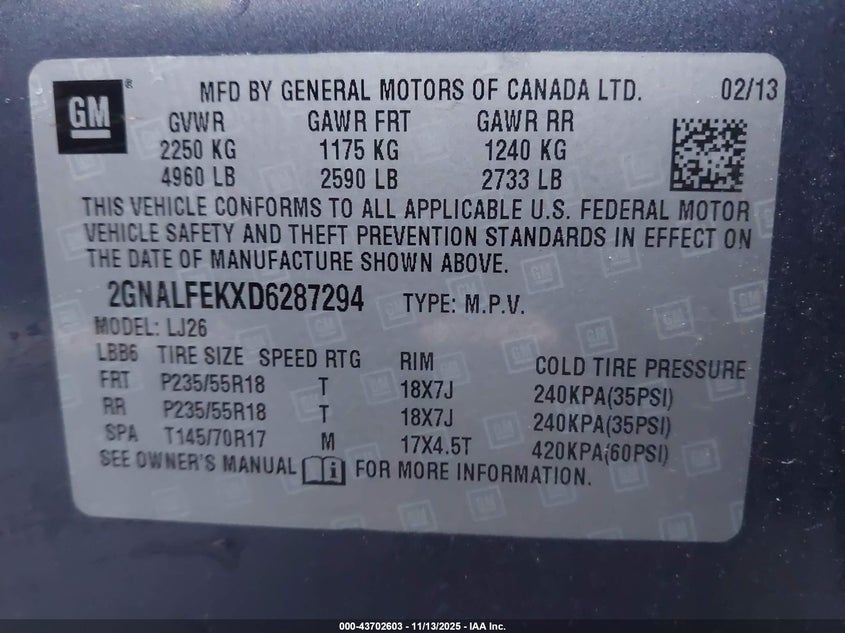 GM ® MFD BY GENERAL MOTORS OF CANADA LTD. 02/13
GVWR GAWR FRT GAWR RR
2250 KG 1175 KG 1240 KG
4960 LB 2590 LB 2733 LB
THIS VEHICLE CONFORMS TO ALL APPLICABLE U.S. FEDERAL MOTOR
VEHICLE SAFETY AND THEFT PREVENTION STANDARDS IN EFFECT ON
THE DATE OF MANUFACTURE SHOWN ABOVE.
2GNALFEKXD6287294 TYPE: M.P.V.
MODEL: LJ26
LBB6 TIRE SIZE SPEED RTG RIM COLD TIRE PRESSURE
FRT P235/55R18 T 18X7J 240KPA(35PSI)
RR P235/55R18 T 18X7J 240KPA(35PSI)
SPA T145/70R17 M 17X4.5T 420KPA(60PSI)
SEE OWNER'S MANUAL FOR MORE INFORMATION.
000-43702603 - 11/13/2025 - IAA Inc.